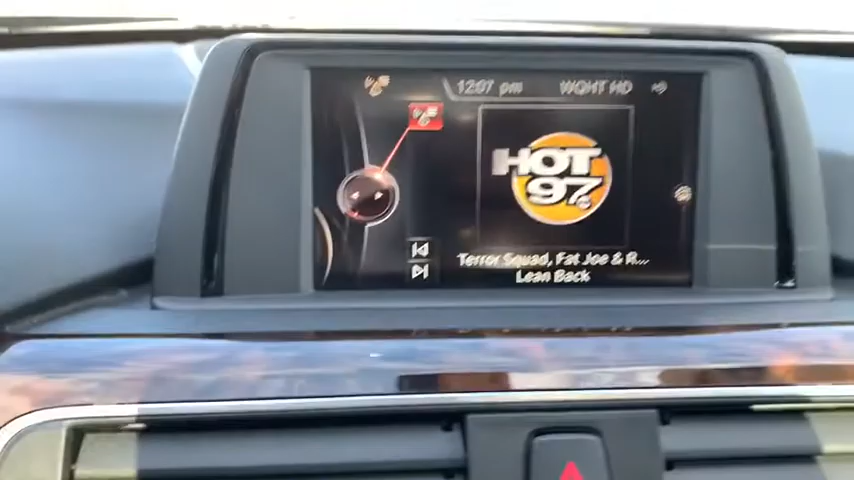 12:07 pm WQHT HD
HOT
97
Terror Squad, Fat Joe & R...
Lean Back